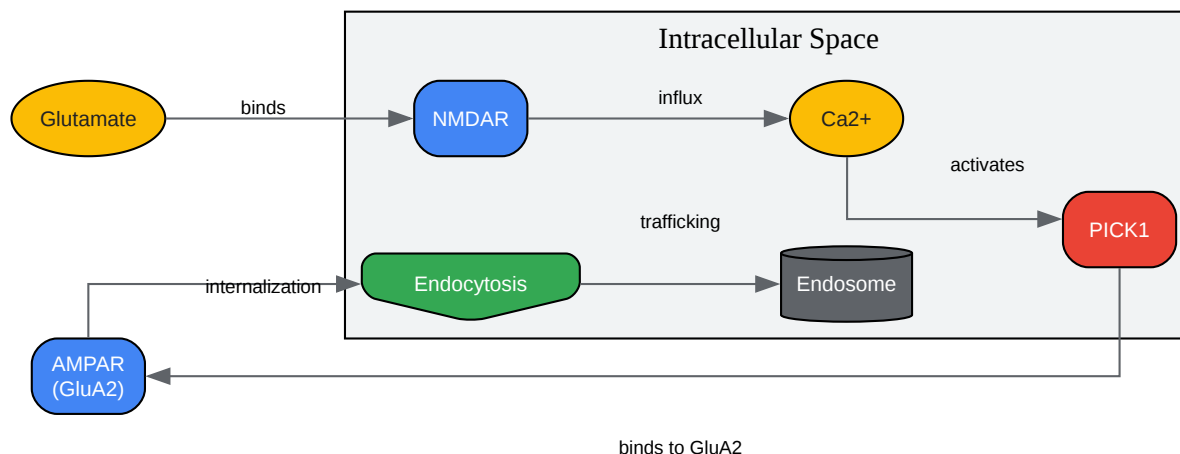 Intracellular Space
Glutamate
binds
NMDAR
influx
Ca2+
activates
PICK1
trafficking
internalization
Endocytosis
Endosome
AMPAR
(GluA2)
binds to GluA2